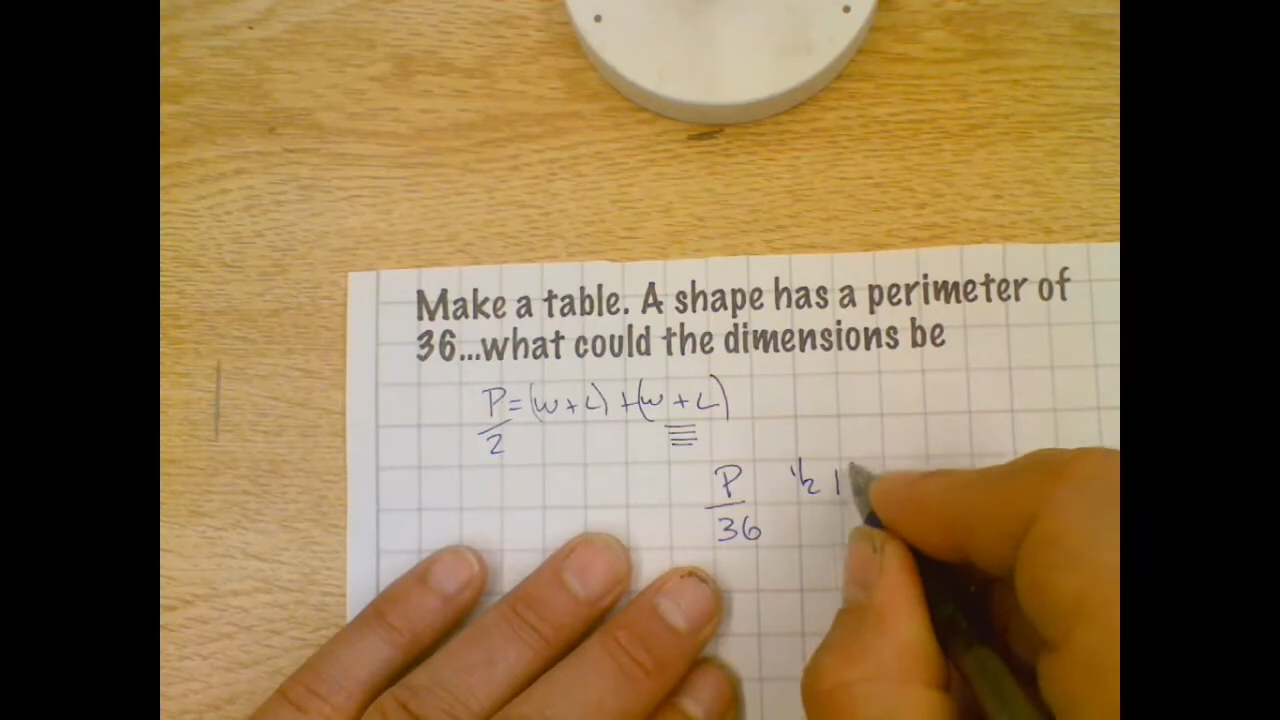 Make a table. A shape has a perimeter of
36...what could the dimensions be
P=(w+L)+(w+L)
2
P ½
36